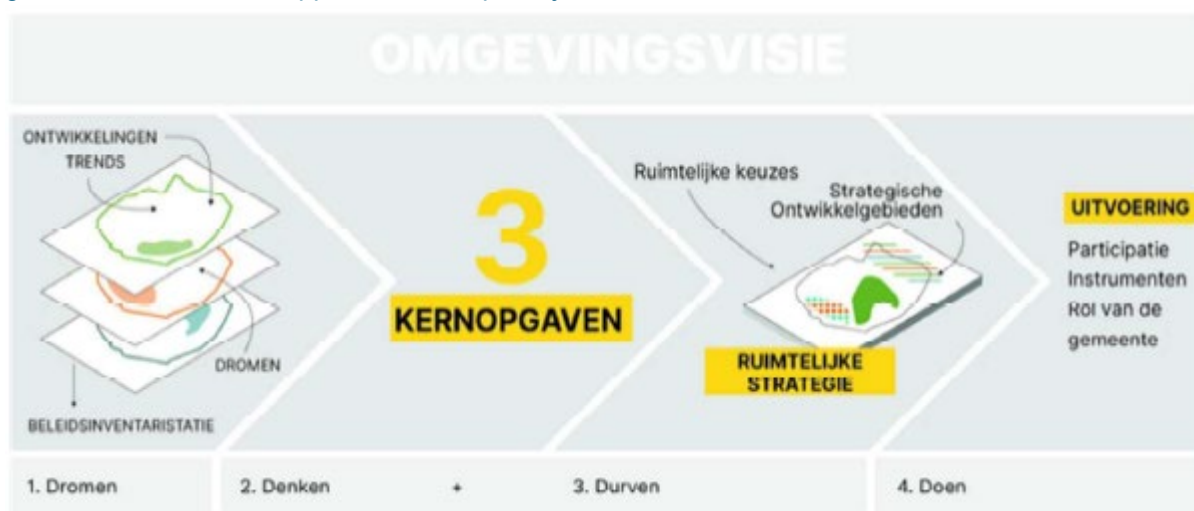 OMGEVINGSVISIE
ONTWIKKELINGEN
TRENDS
DROMEN
BELEIDSINVENTARISTATIE
3
KERNOPGAVEN
Ruimtelijke keuzes
Strategische
Ontwikkelgebieden
RUIMTELIJKE
STRATEGIE
UITVOERING
Participatie
Instrumenten
Rol van de
gemeente
1. Dromen
2. Denken + 3. Durven
4. Doen